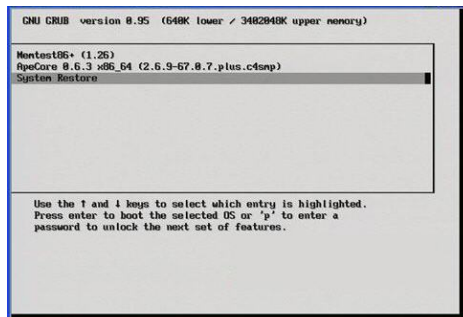 GNU GRUB version 0.95 (640K lower / 3402048K upper memory)
Memtest86+ (1.26)
ApeCore 0.6.3 x86_64 (2.6.9-67.0.7.plus.c4smp)
System Restore
Use the ↑ and ↓ keys to select which entry is highlighted.
Press enter to boot the selected OS or 'p' to enter a
password to unlock the next set of features.